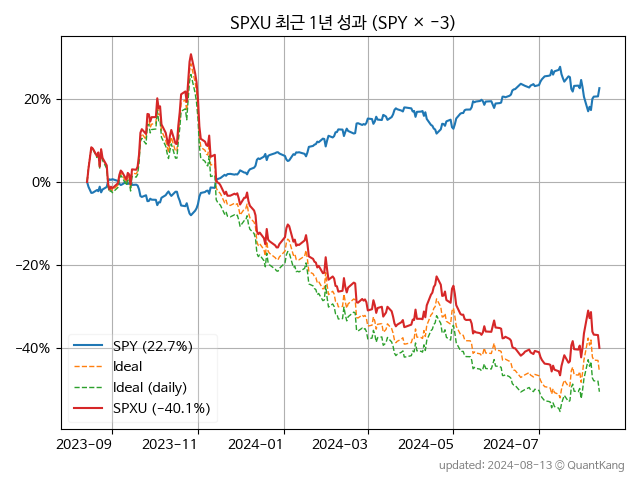 SPXU 최근 1년 성과 (SPY × −3)
20%
0%
−20%
−40%
SPY (22.7%)
Ideal
Ideal (daily)
SPXU (−40.1%)
2023-09 2023-11 2024-01 2024-03 2024-05 2024-07
updated: 2024-08-13 © QuantKang